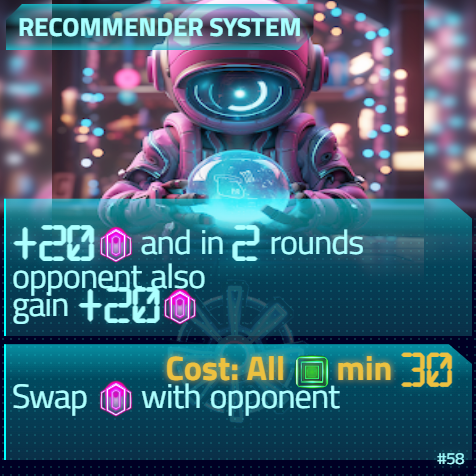 RECOMMENDER SYSTEM
+20 and in 2 rounds
opponent also
gain +20
Cost: All min 30
Swap with opponent
#58